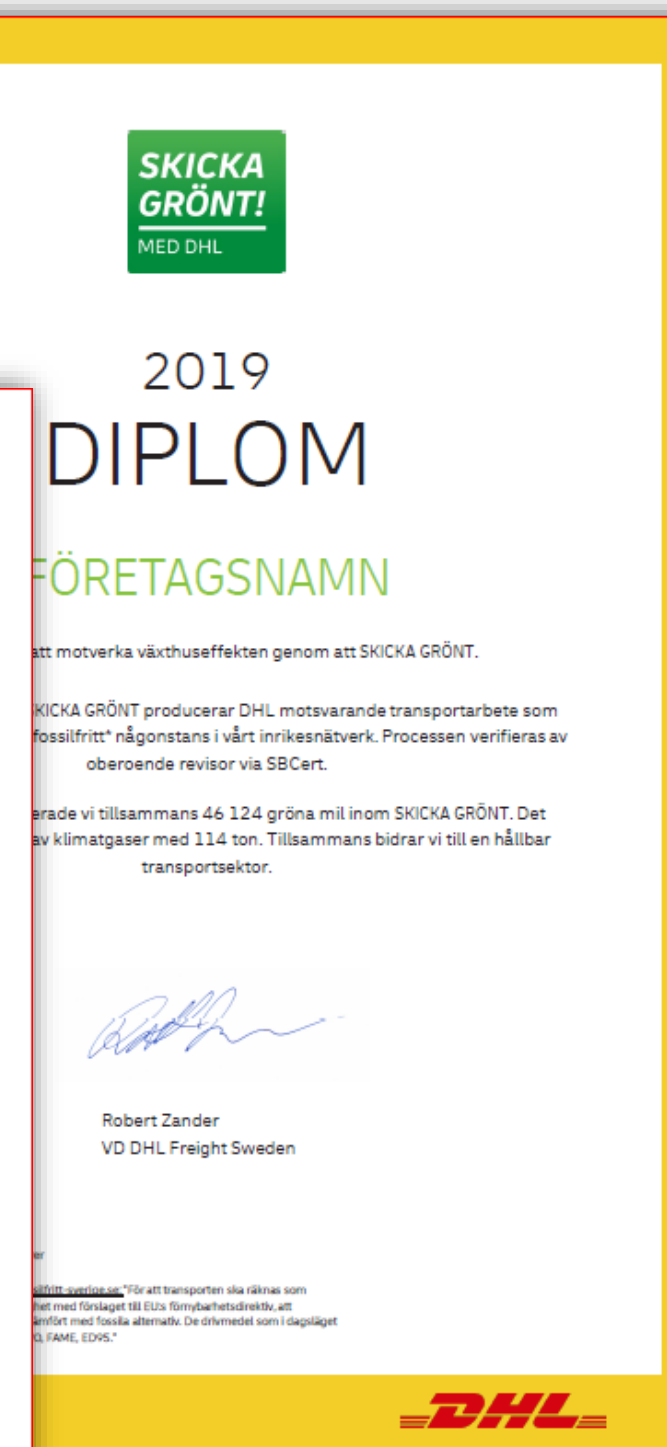 SKICKA
GRÖNT!
MED DHL
2019
DIPLOM
FÖRETAGSNAMN
att motverka växthuseffekten genom att SKICKA GRÖNT.
SKICKA GRÖNT producerar DHL motsvarande transportarbete som
fossilfritt* någonstans i vårt inrikesnätverk. Processen verifieras av
oberoende revisor via SBCert.
erade vi tillsammans 46 124 gröna mil inom SKICKA GRÖNT. Det
av klimatgaser med 114 ton. Tillsammans bidrar vi till en hållbar
transportsektor.
Robert Zander
VD DHL Freight Sweden
er
silfritt-sverige.se: "För att transporten ska räknas som
het med förslaget till EU:s förnybarhetsdirektiv, att
ämfört med fossila alternativ. De drivmedel som i dagsläget
O, FAME, ED95."
DHL